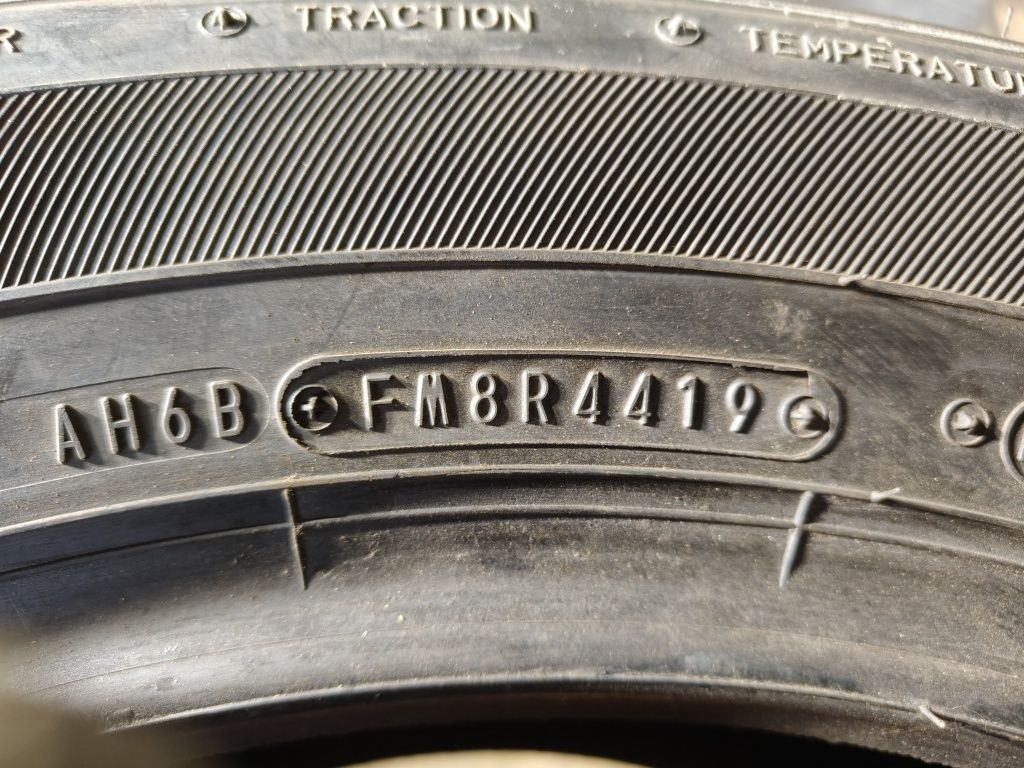 TRACTION TEMPERATU
AH6B FM8R4419